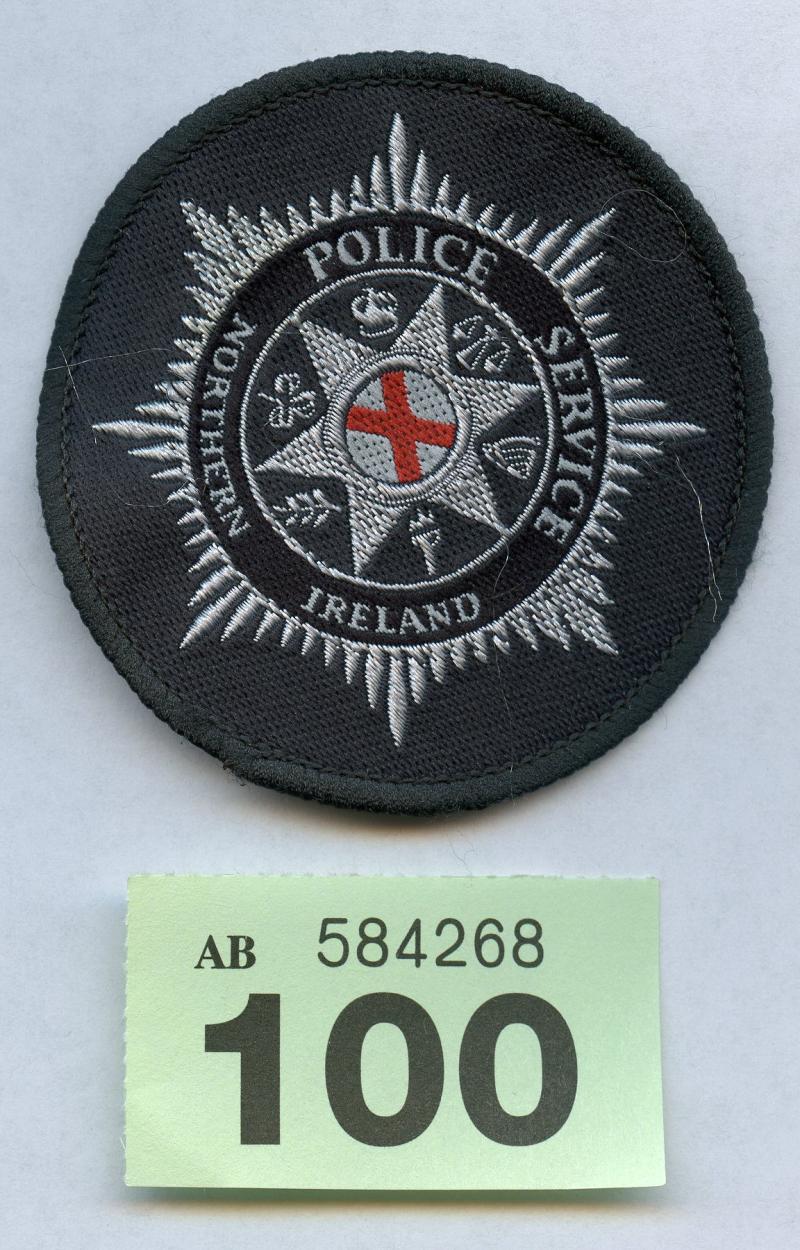 POLICE
SERVICE
NORTHERN
IRELAND
AB 584268
100